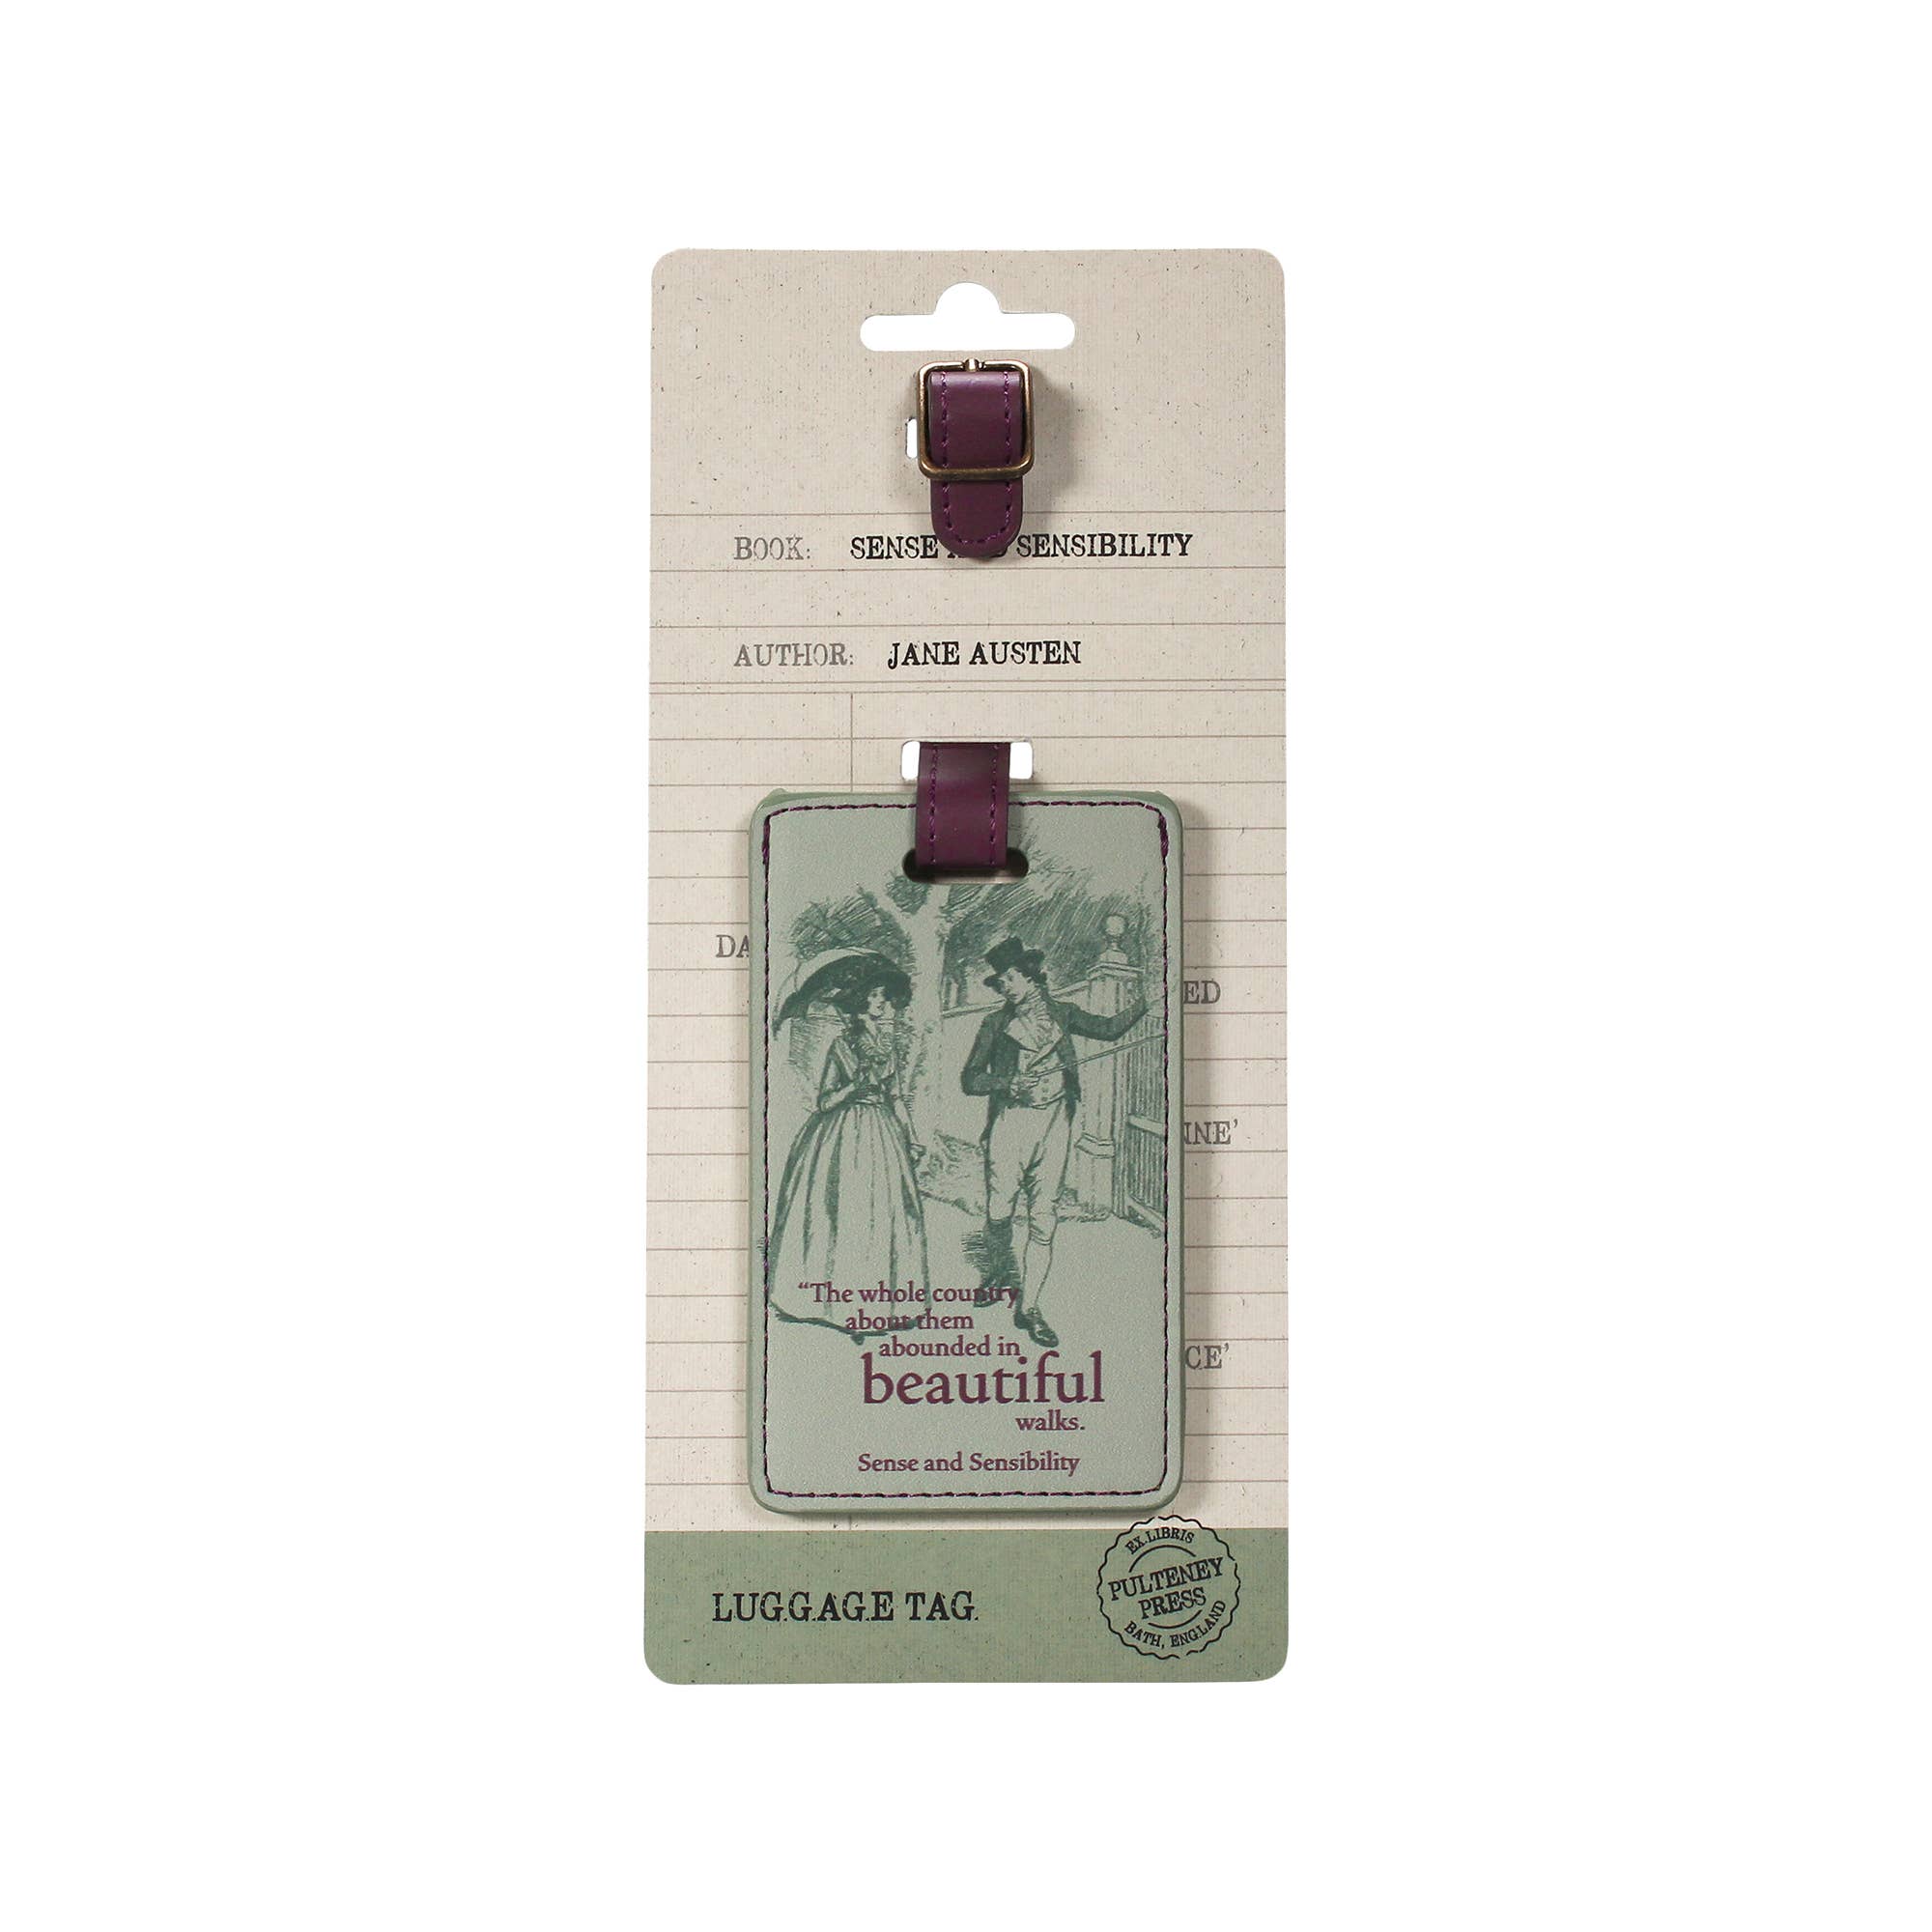 BOOK: SENSE SENSIBILITY
AUTHOR: JANE AUSTEN
“The whole country
about them
abounded in
beautiful
walks.
Sense and Sensibility
LUGGAGE TAG
EX LIBRIS
PULTENEY
PRESS
BATH, ENGLAND